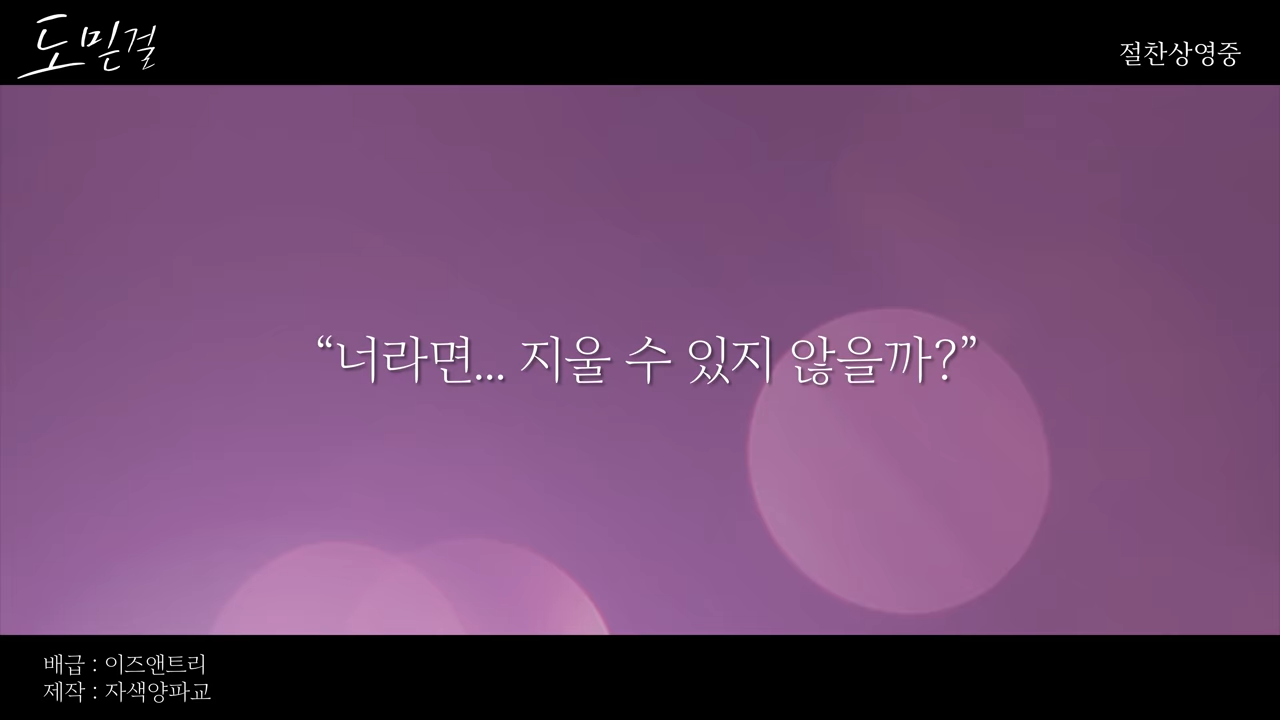 도믿걸
절찬상영중
“너라면... 지울 수 있지 않을까?”
배급 : 이즈앤트리
제작 : 자색양파교